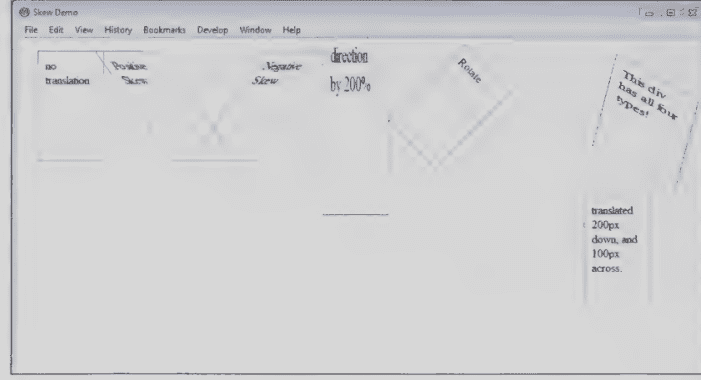 Skew Demo
File Edit View History Bookmarks Develop Window Help
no
translation
Positive
Skew
Negative
Skew
direction
by 200%
Rotate
This div
has all four
types!
translated
200px
down, and
100px
across.